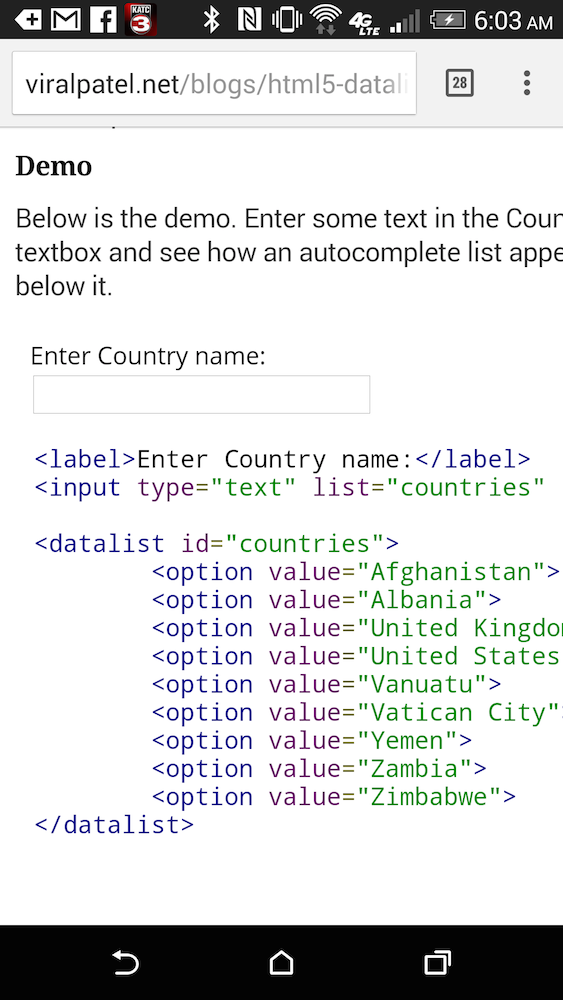 KATC 3 4G LTE 6:03 AM
viralpatel.net/blogs/html5-datali
28
Demo
Below is the demo. Enter some text in the Coun
textbox and see how an autocomplete list appe
below it.
Enter Country name:
<label>Enter Country name:</label>
<input type="text" list="countries"
<datalist id="countries">
<option value="Afghanistan">
<option value="Albania">
<option value="United Kingdo
<option value="United States
<option value="Vanuatu">
<option value="Vatican City"
<option value="Yemen">
<option value="Zambia">
<option value="Zimbabwe">
</datalist>